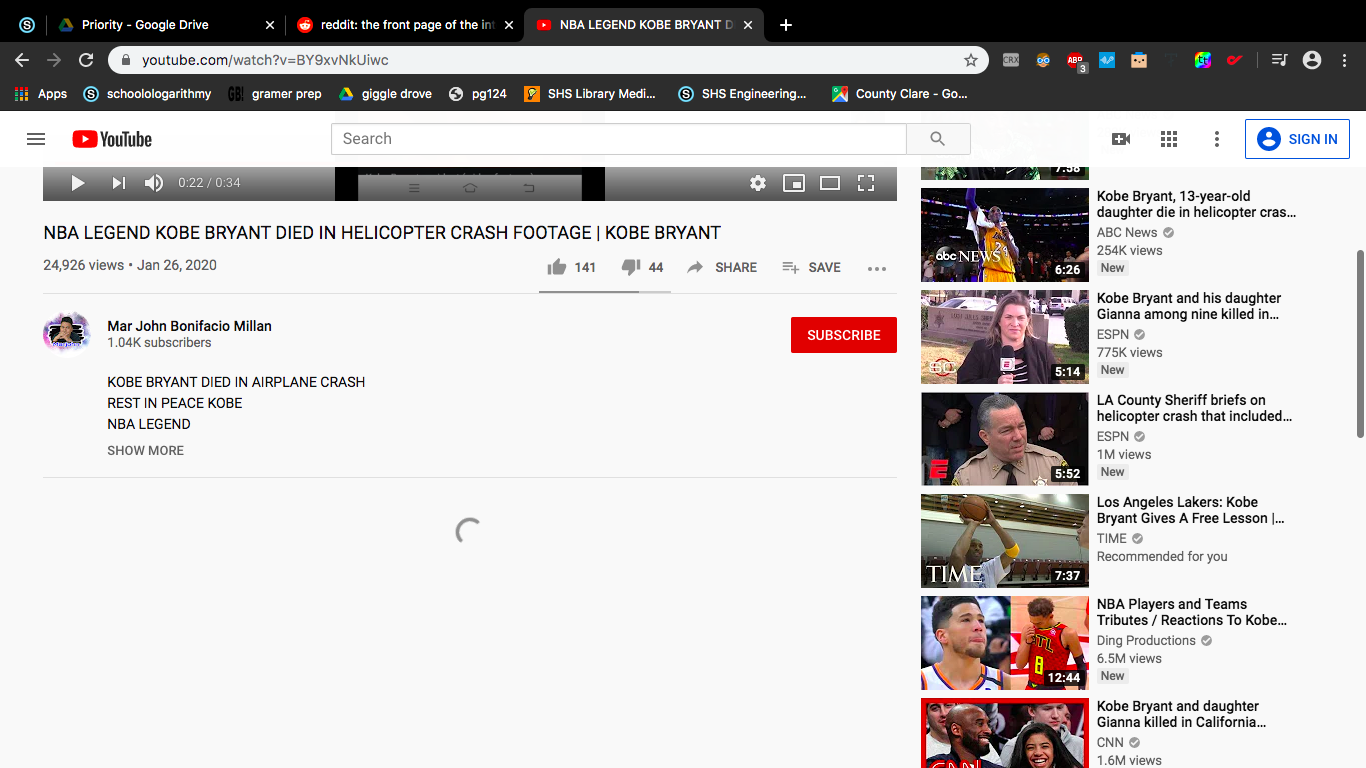 Priority - Google Drive
reddit: the front page of the int
NBA LEGEND KOBE BRYANT D
youtube.com/watch?v=BY9xvNkUiwc
CRX
ABP
3
Apps
schoolologarithmy
GB!
gramer prep
giggle drove
pg124
SHS Library Medi...
SHS Engineering...
County Clare - Go...
YouTube
Search
SIGN IN
0:22 / 0:34
7:38
NBA LEGEND KOBE BRYANT DIED IN HELICOPTER CRASH FOOTAGE | KOBE BRYANT
24,926 views • Jan 26, 2020
141
44
SHARE
SAVE
Mar John Bonifacio Millan
1.04K subscribers
SUBSCRIBE
KOBE BRYANT DIED IN AIRPLANE CRASH
REST IN PEACE KOBE
NBA LEGEND
SHOW MORE
24
abc NEWS
6:26
Kobe Bryant, 13-year-old
daughter die in helicopter cras...
ABC News
254K views
New
5:14
Kobe Bryant and his daughter
Gianna among nine killed in...
ESPN
775K views
New
E
5:52
LA County Sheriff briefs on
helicopter crash that included...
ESPN
1M views
New
TIME
7:37
Los Angeles Lakers: Kobe
Bryant Gives A Free Lesson |...
TIME
Recommended for you
ATL
8
12:44
NBA Players and Teams
Tributes / Reactions To Kobe...
Ding Productions
6.5M views
New
CNN
Kobe Bryant and daughter
Gianna killed in California...
CNN
1.6M views